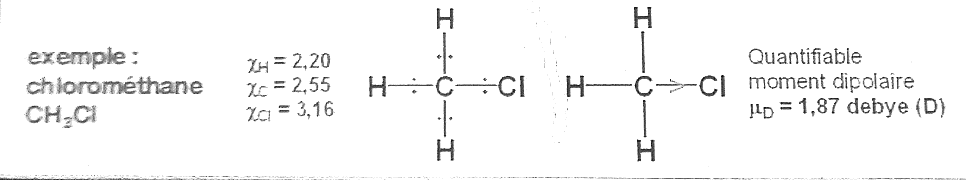 exemple :
chlorométhane
CH₃Cl
χH = 2,20
χC = 2,55
χCl = 3,16
H
H C Cl
H
H
H C Cl
H
Quantifiable
moment dipolaire
μD = 1,87 debye (D)